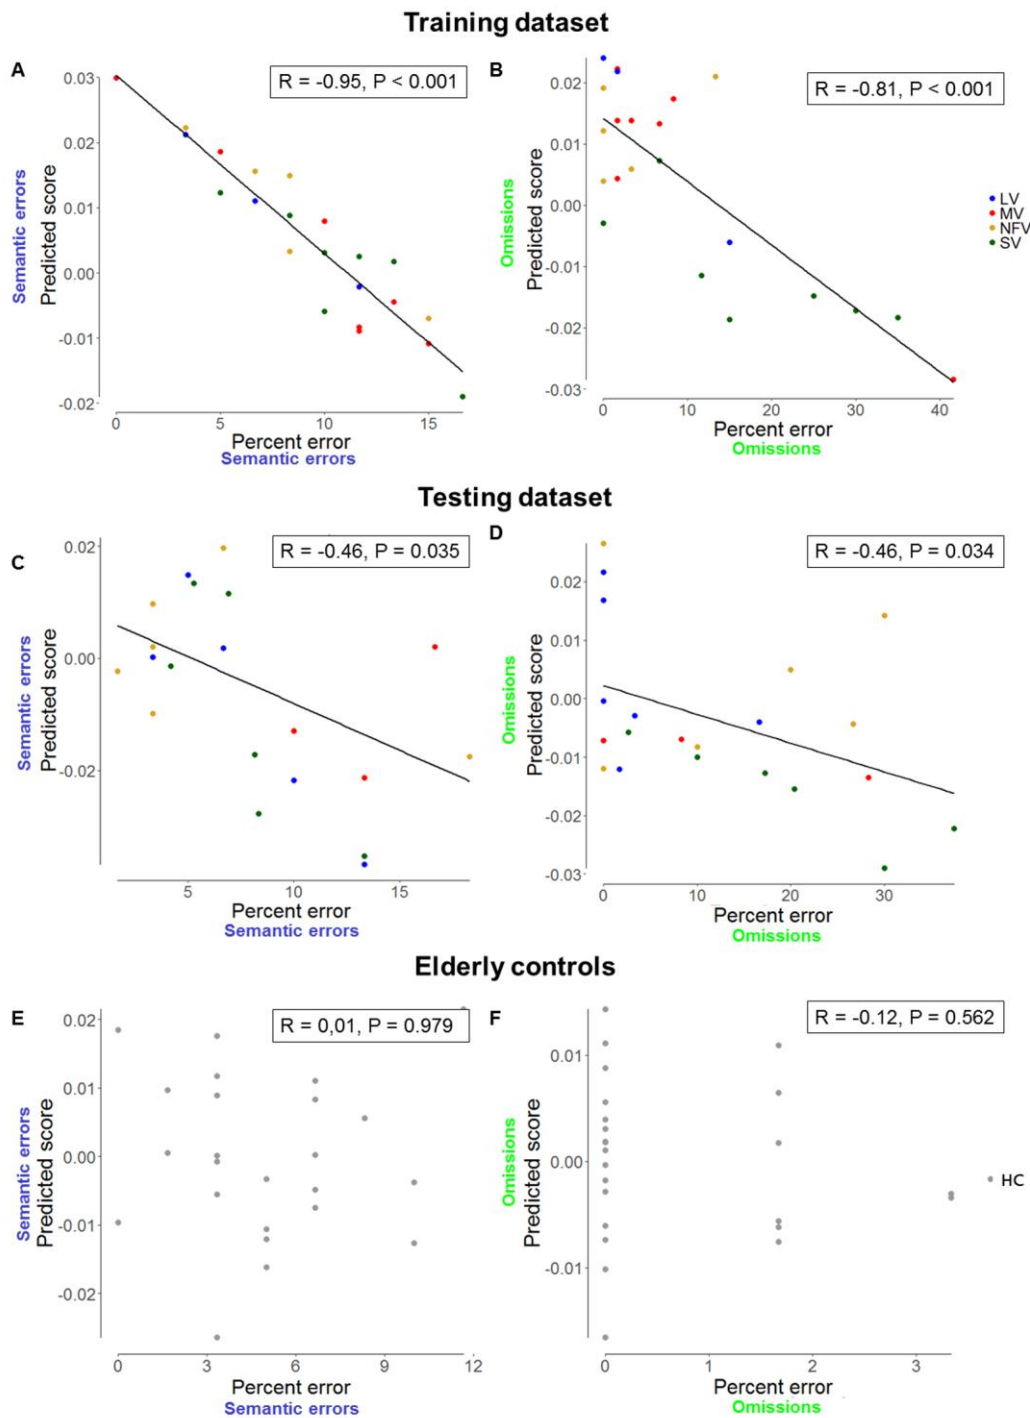 Training dataset
A
R = -0.95, P < 0.001
0.03
0.02
0.01
0.00
-0.01
-0.02
Semantic errors
Predicted score
0
5
10
15
Percent error
Semantic errors
B
R = -0.81, P < 0.001
0.02
0.01
0.00
-0.01
-0.02
-0.03
Omissions
Predicted score
LV
MV
NFV
SV
0
10
20
30
40
Percent error
Omissions
Testing dataset
C
R = -0.46, P = 0.035
0.02
0.00
-0.02
Semantic errors
Predicted score
5
10
15
Percent error
Semantic errors
D
R = -0.46, P = 0.034
0.02
0.01
0.00
-0.01
-0.02
-0.03
Omissions
Predicted score
0
10
20
30
Percent error
Omissions
Elderly controls
E
R = 0,01, P = 0.979
0.02
0.01
0.00
-0.01
-0.02
Semantic errors
Predicted score
0
3
6
9
12
Percent error
Semantic errors
F
R = -0.12, P = 0.562
0.01
0.00
-0.01
Omissions
Predicted score
HC
0
1
2
3
Percent error
Omissions